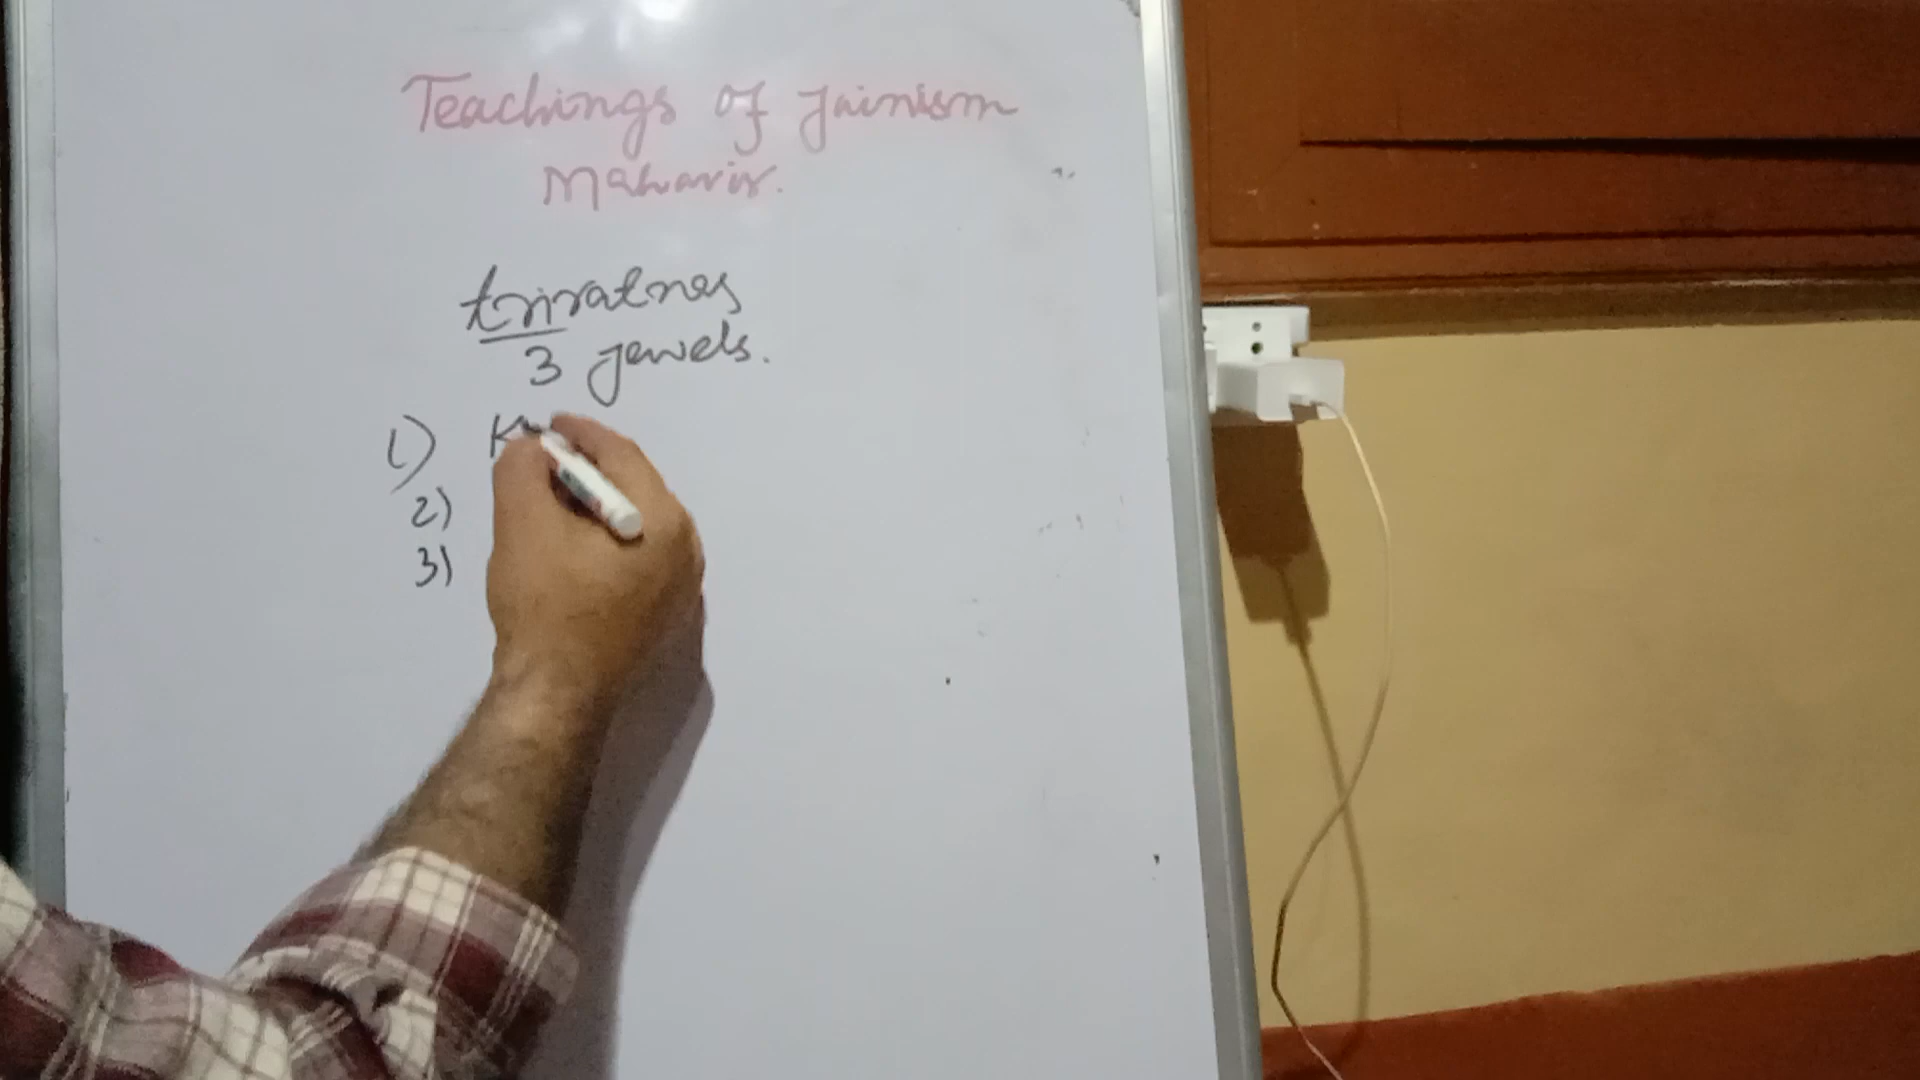 Teachings of Jainism
Mahavir.
triratnas
3 jewels.
1)
2)
3)